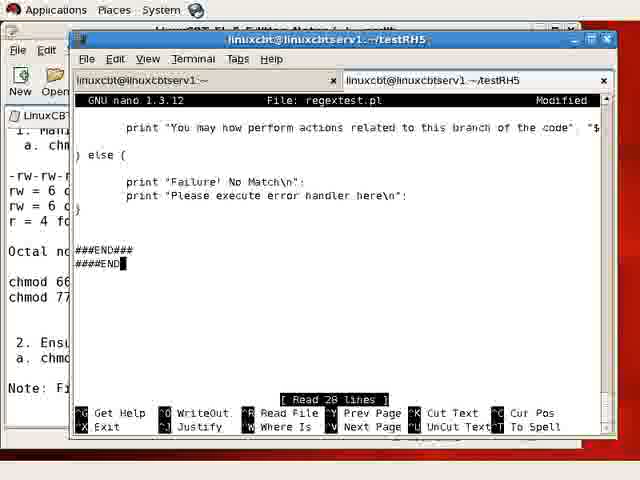 Applications Places System
linuxcbt@linuxcbtserv1:~/testRH5
File Edit View Terminal Tabs Help
linuxcbt@linuxcbtserv1:~
linuxcbt@linuxcbtserv1:~/testRH5
GNU nano 1.3.12 File: regextest.pl Modified
print "You may now perform actions related to this branch of the code", "$
} else {
print "Failure! No Match\n";
print "Please execute error handler here\n";
}
###END###
####END
[ Read 28 lines ]
^G Get Help ^O WriteOut ^R Read File ^Y Prev Page ^K Cut Text ^C Cur Pos
^X Exit ^J Justify ^W Where Is ^V Next Page ^U UnCut Text ^T To Spell
File
New Open
LinuxCB
a. chm
-rw-rw-r
rw = 6
rw = 6
r = 4 fo
Octal no
chmod 66
chmod 77
2. Ensu
a. chmo
Note: Fi